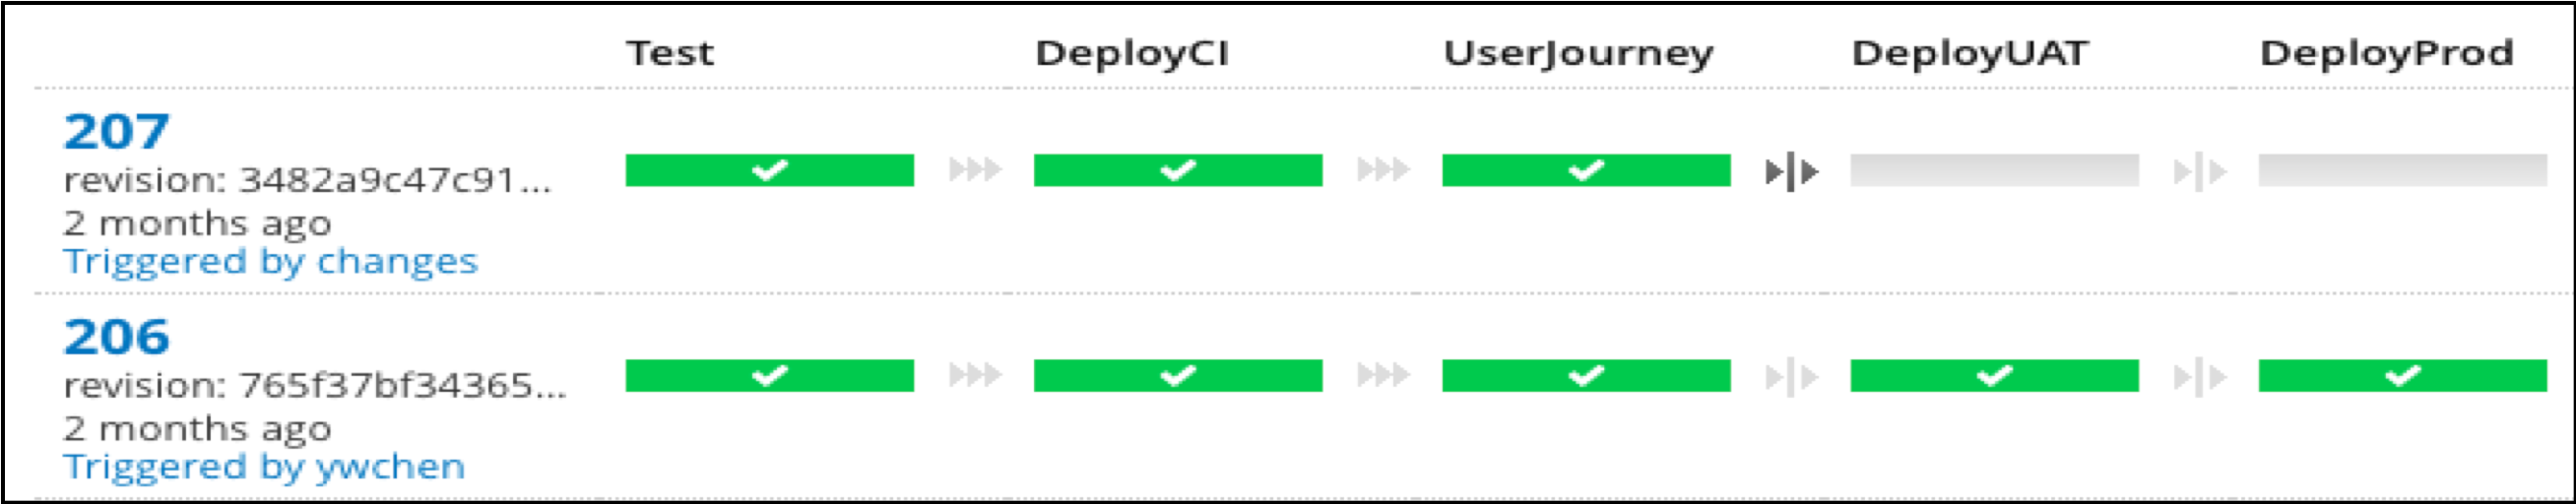 Test DeployCI UserJourney DeployUAT DeployProd
207
revision: 3482a9c47c91...
2 months ago
Triggered by changes
206
revision: 765f37bf34365...
2 months ago
Triggered by ywchen